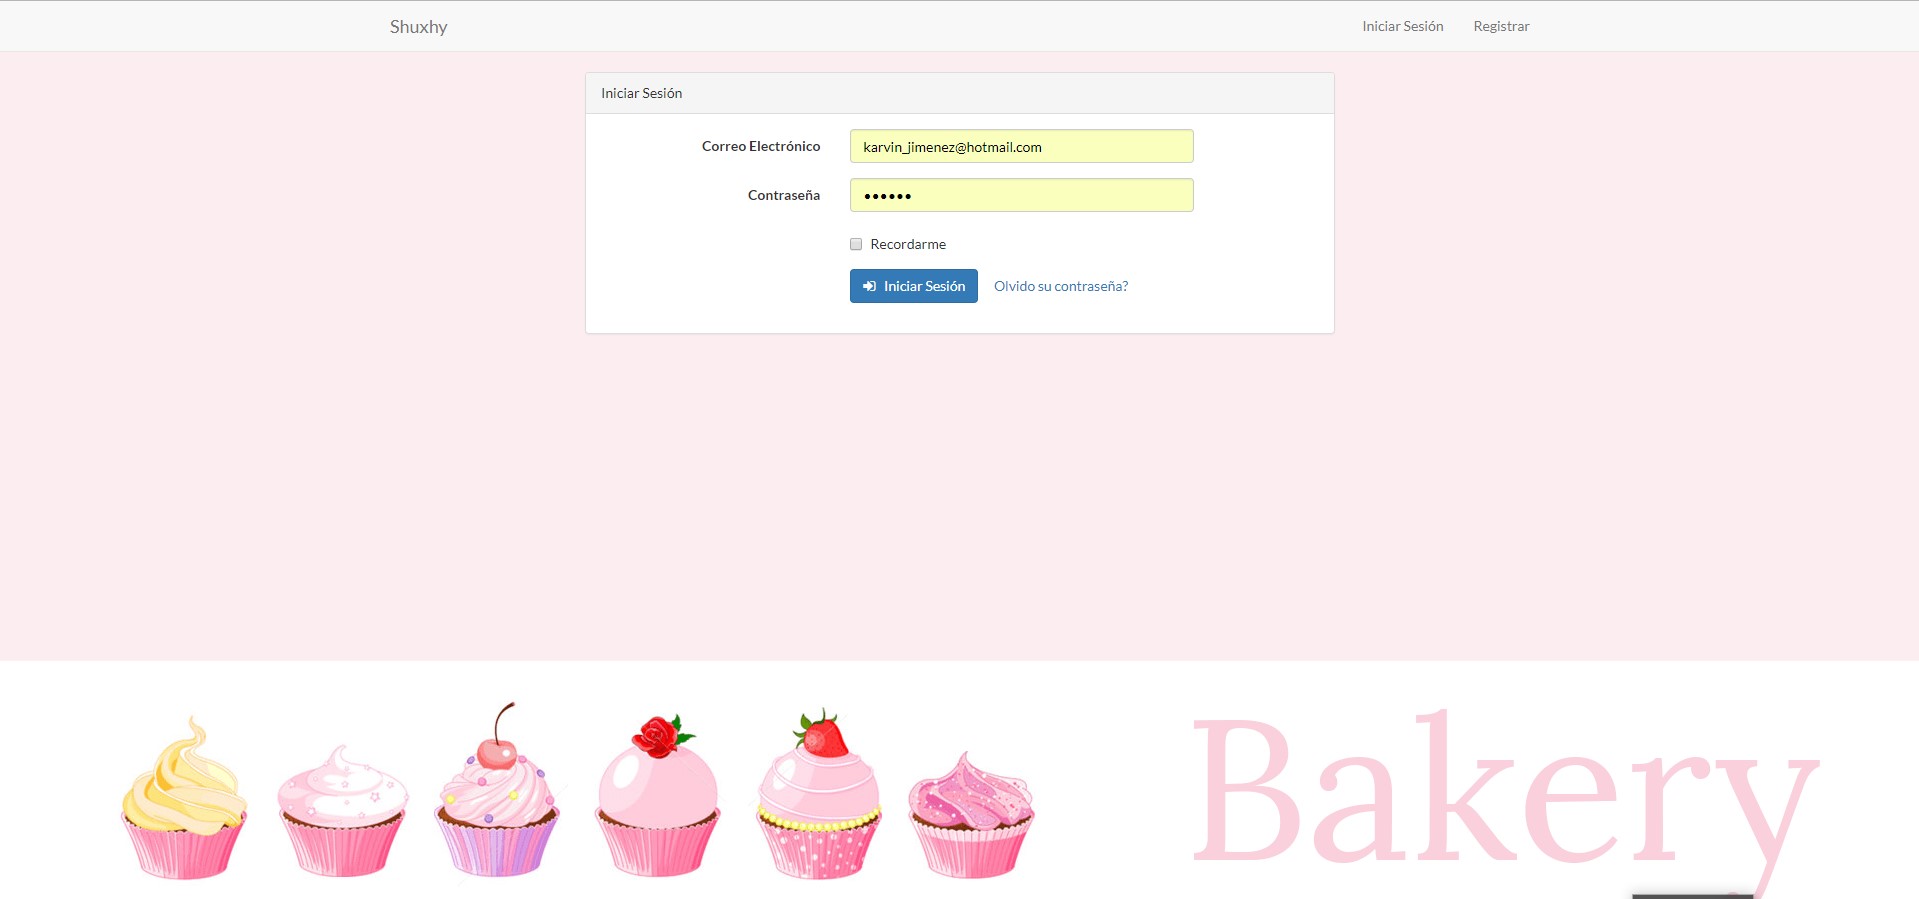 Shuxhy
Iniciar Sesión
Registrar
Iniciar Sesión
Correo Electrónico
karvin_jimenez@hotmail.com
Contraseña
••••••
Recordarme
Iniciar Sesión
Olvido su contraseña?
Bakery